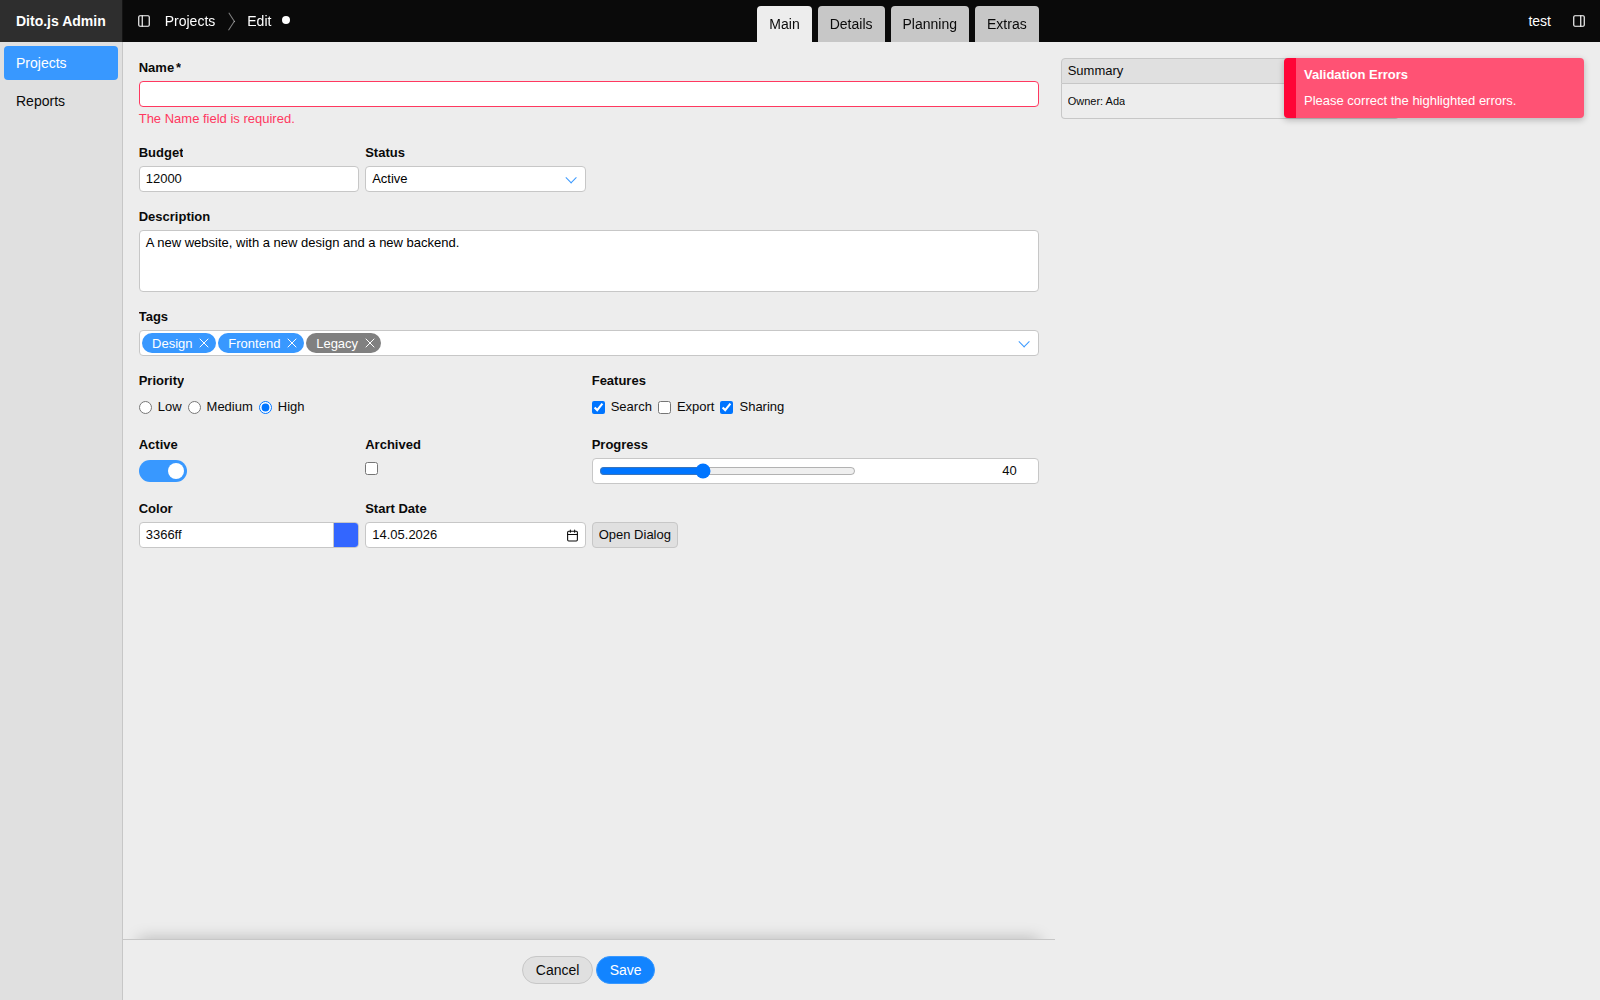 Dito.js Admin
Projects
Edit
Main
Details
Planning
Extras
test
Projects
Reports
Name*
The Name field is required.
Budget
Status
12000
Active
Description
A new website, with a new design and a new backend.
Tags
Design
Frontend
Legacy
Priority
Features
Low
Medium
High
Search
Export
Sharing
Active
Archived
Progress
40
Color
Start Date
3366ff
14.05.2026
Open Dialog
Summary
Owner: Ada
Validation Errors
Please correct the highlighted errors.
Cancel
Save